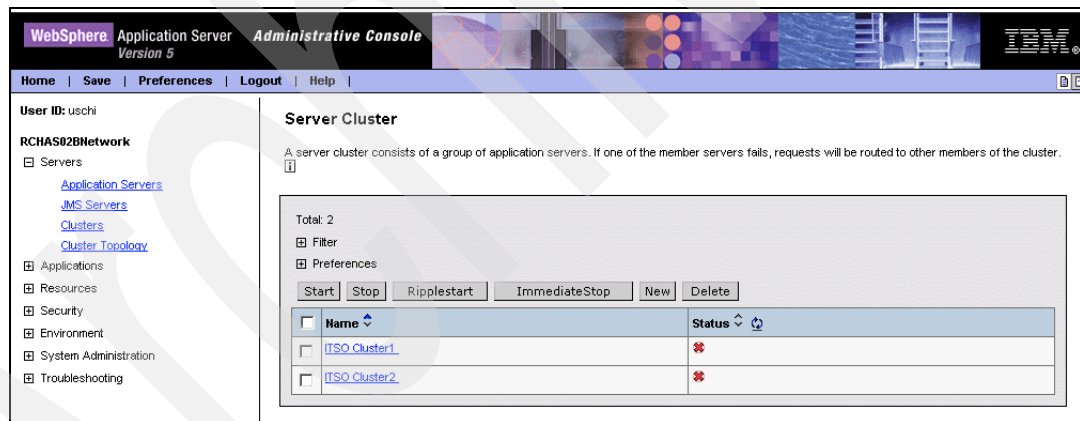 WebSphere Application Server Administrative Console
Version 5
IBM®
Home | Save | Preferences | Logout | Help |
User ID: uschi
RCHAS02BNetwork
Servers
Application Servers
JMS Servers
Clusters
Cluster Topology
Applications
Resources
Security
Environment
System Administration
Troubleshooting
Server Cluster
A server cluster consists of a group of application servers. If one of the member servers fails, requests will be routed to other members of the cluster.
i
Total: 2
Filter
Preferences
Start Stop Ripplestart ImmediateStop New Delete
Name Status
ITSO Cluster1
ITSO Cluster2